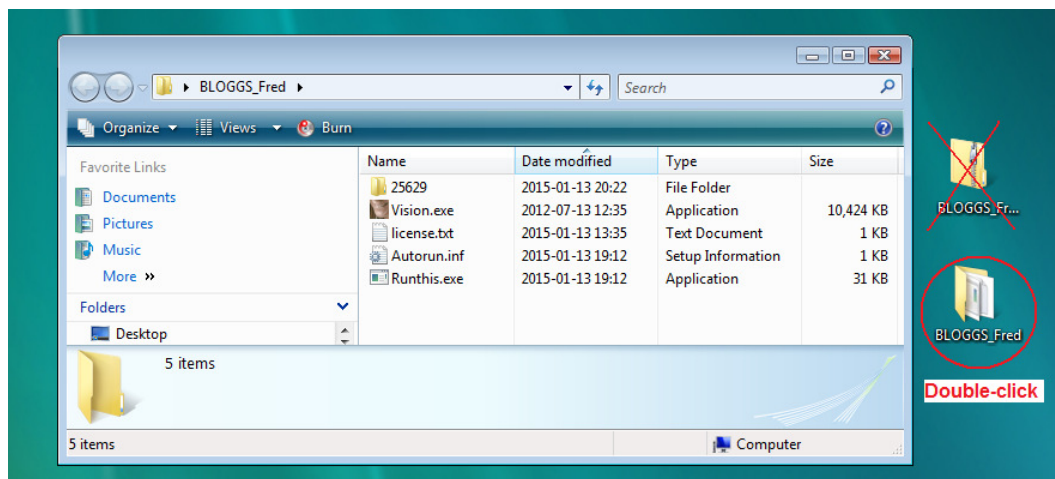 BLOGGS_Fred
Search
Organize Views Burn
Favorite Links
Documents
Pictures
Music
More »
Folders
Desktop
Name Date modified Type Size
25629 2015-01-13 20:22 File Folder
Vision.exe 2012-07-13 12:35 Application 10,424 KB
license.txt 2015-01-13 13:35 Text Document 1 KB
Autorun.inf 2015-01-13 19:12 Setup Information 1 KB
Runthis.exe 2015-01-13 19:12 Application 31 KB
5 items
5 items Computer
BLOGGS_Fr...
BLOGGS_Fred
Double-click